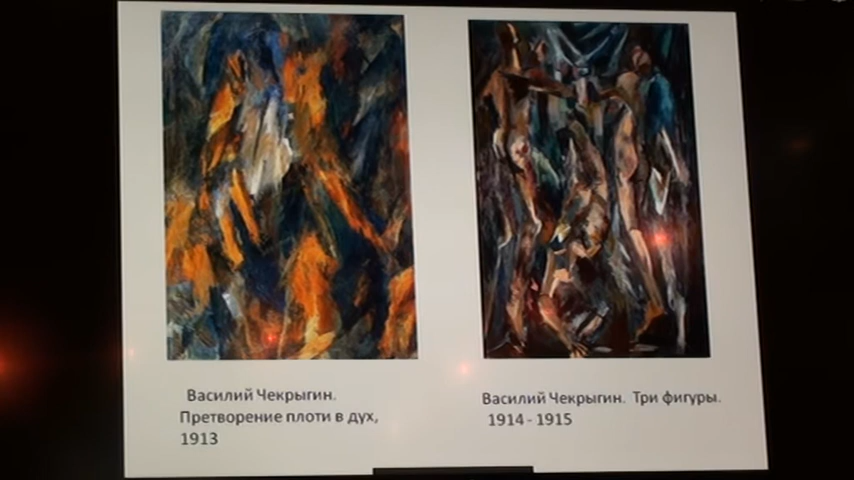 Василий Чекрыгин.
Претворение плоти в дух,
1913
Василий Чекрыгин. Три фигуры.
1914 - 1915